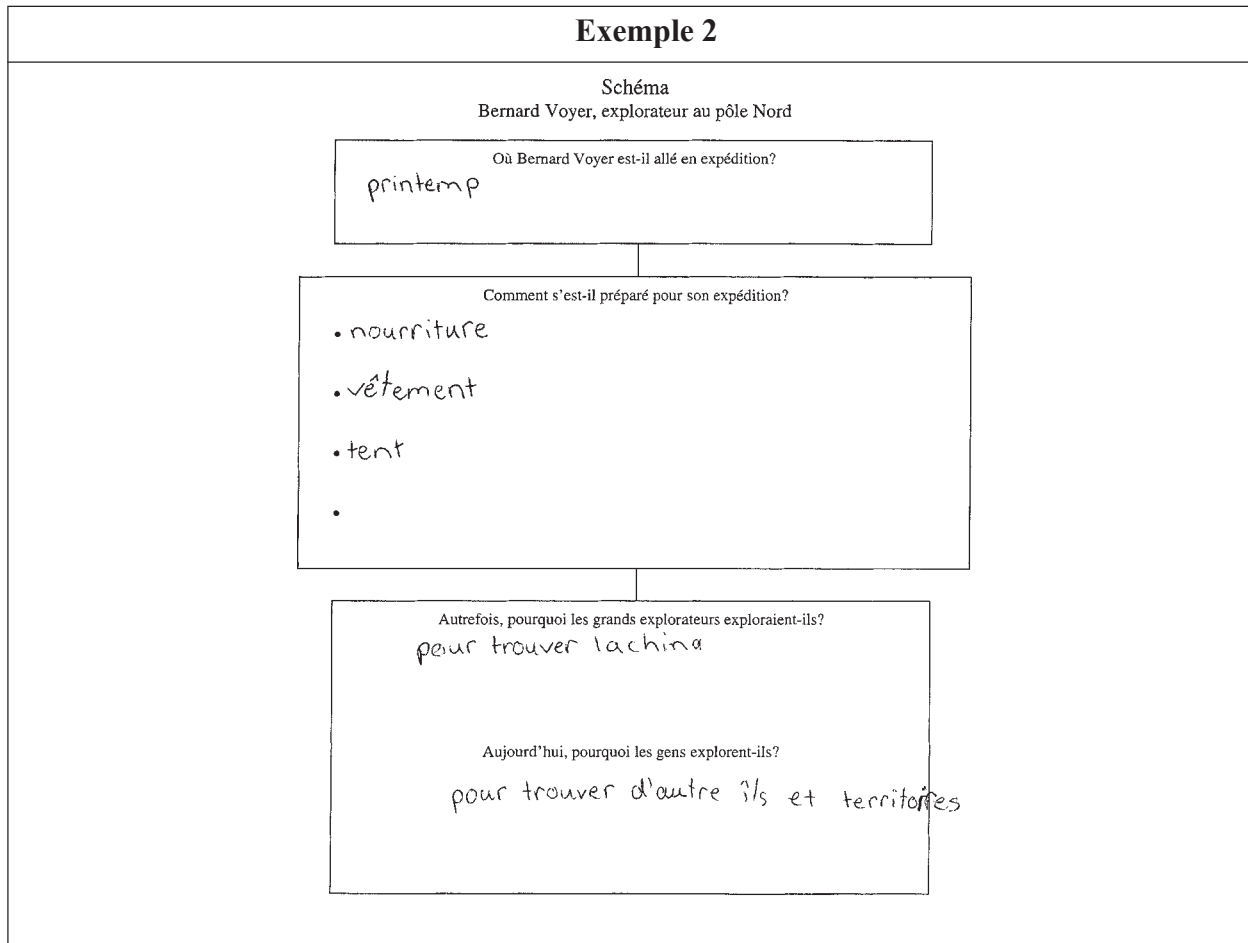 Exemple 2
Schéma
Bernard Voyer, explorateur au pôle Nord
Où Bernard Voyer est-il allé en expédition?
printemp
Comment s'est-il préparé pour son expédition?
• nourriture
• vêtement
• tent
•
Autrefois, pourquoi les grands explorateurs exploraient-ils?
pour trouver lachina
Aujourd'hui, pourquoi les gens explorent-ils?
pour trouver d'autre îls et territoires